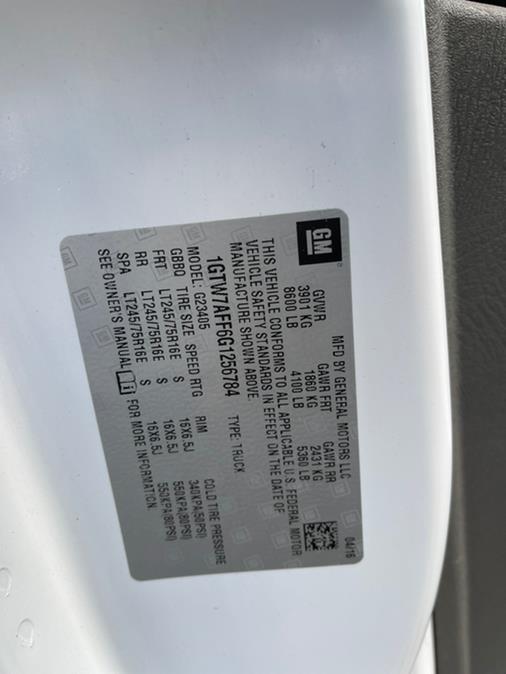 GM
®
MFD BY GENERAL MOTORS LLC
04/16
GVWR GAWR FRT GAWR RR
3901 KG 1860 KG 2431 KG
8600 LB 4100 LB 5360 LB
THIS VEHICLE CONFORMS TO ALL APPLICABLE U.S. FEDERAL MOTOR
VEHICLE SAFETY STANDARDS IN EFFECT ON THE DATE OF
MANUFACTURE SHOWN ABOVE.
1GTW7AFF6G1256784 TYPE: TRUCK
MODEL: G23405
COLD TIRE PRESSURE
GBRO TIRE SIZE SPEED RTG RIM
FRT LT245/75R16E S 16X6.5J 340KPA(50PSI)
RR LT245/75R16E S 16X6.5J 550KPA(80PSI)
SPA LT245/75R16E S 16X6.5J 550KPA(80PSI)
SEE OWNER'S MANUAL FOR MORE INFORMATION.